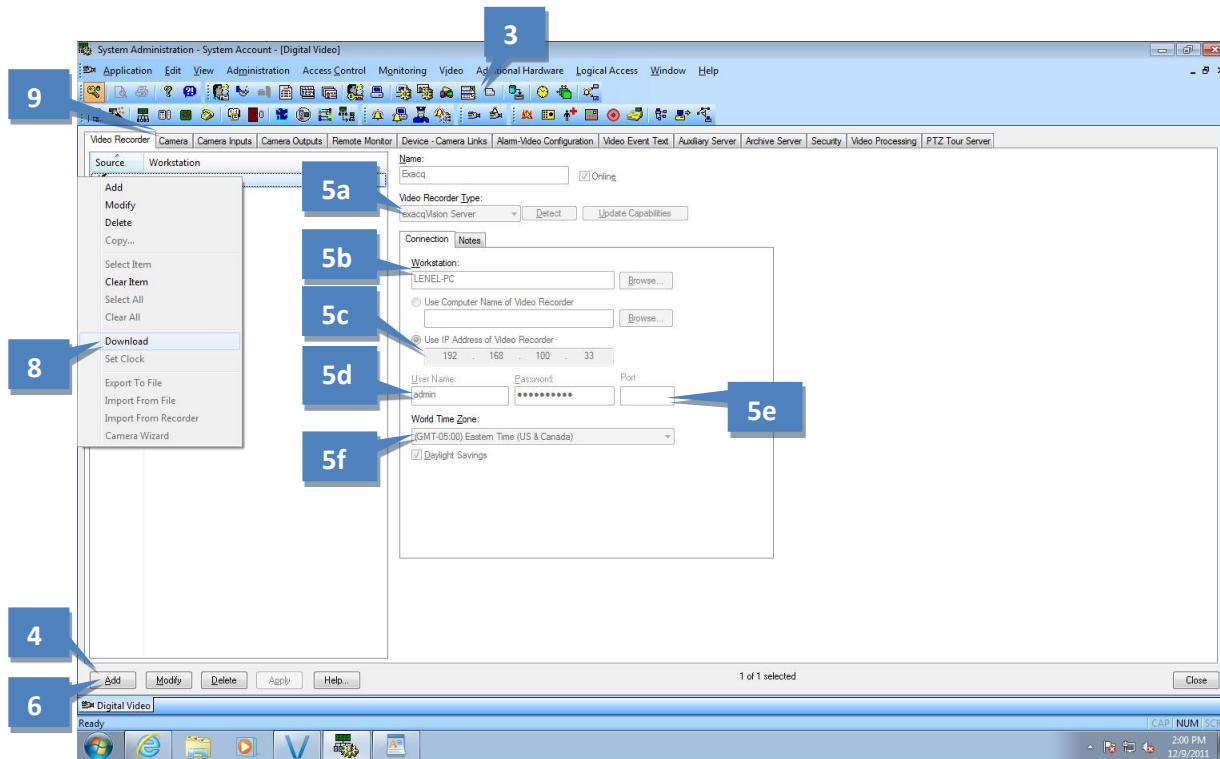 3
System Administration - System Account - [Digital Video]
Application Edit View Administration Access Control Monitoring Video Additional Hardware Logical Access Window Help
9
Video Recorder Camera Camera Inputs Camera Outputs Remote Monitor Device - Camera Links Alarm-Video Configuration Video Event Text Auxiliary Server Archive Server Security Video Processing PTZ Tour Server
Source Workstation
Name:
Exacq Online
5a
Video Recorder Type:
exacqVision Server Detect Update Capabilities
Connection Notes
5b
Workstation:
LENEL-PC Browse...
Use Computer Name of Video Recorder
Browse...
5c
Use IP Address of Video Recorder
192 . 168 . 100 . 33
5d
User Name: Password: Port
admin
5e
World Time Zone:
(GMT-05:00) Eastern Time (US & Canada)
5f
Daylight Savings
Add
Modify
Delete
Copy...
Select Item
Clear Item
Select All
Clear All
8
Download
Set Clock
Export To File
Import From File
Import From Recorder
Camera Wizard
4
6
Add Modify Delete Apply Help... 1 of 1 selected Close
Digital Video
Ready CAP NUM
2:00 PM
12/9/2011